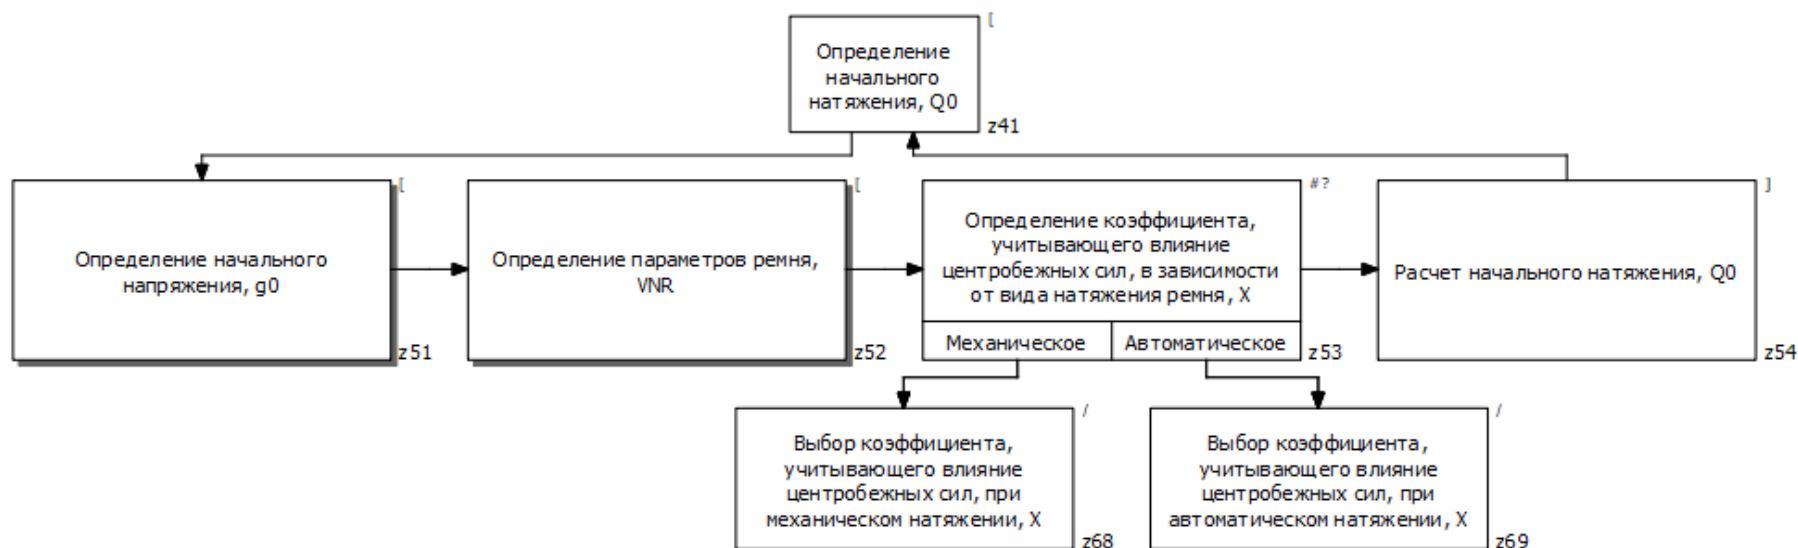 [
Определение
начального
натяжения, Q0
z41
[
Определение начального
напряжения, g0
z51
[
Определение параметров ремня,
VNR
z52
#?
Определение коэффициента,
учитывающего влияние
центробежных сил, в зависимости
от вида натяжения ремня, X
Механическое
Автоматическое
z53
]
Расчет начального натяжения, Q0
z54
/
Выбор коэффициента,
учитывающего влияние
центробежных сил, при
механическом натяжении, X
z68
/
Выбор коэффициента,
учитывающего влияние
центробежных сил, при
автоматическом натяжении, X
z69